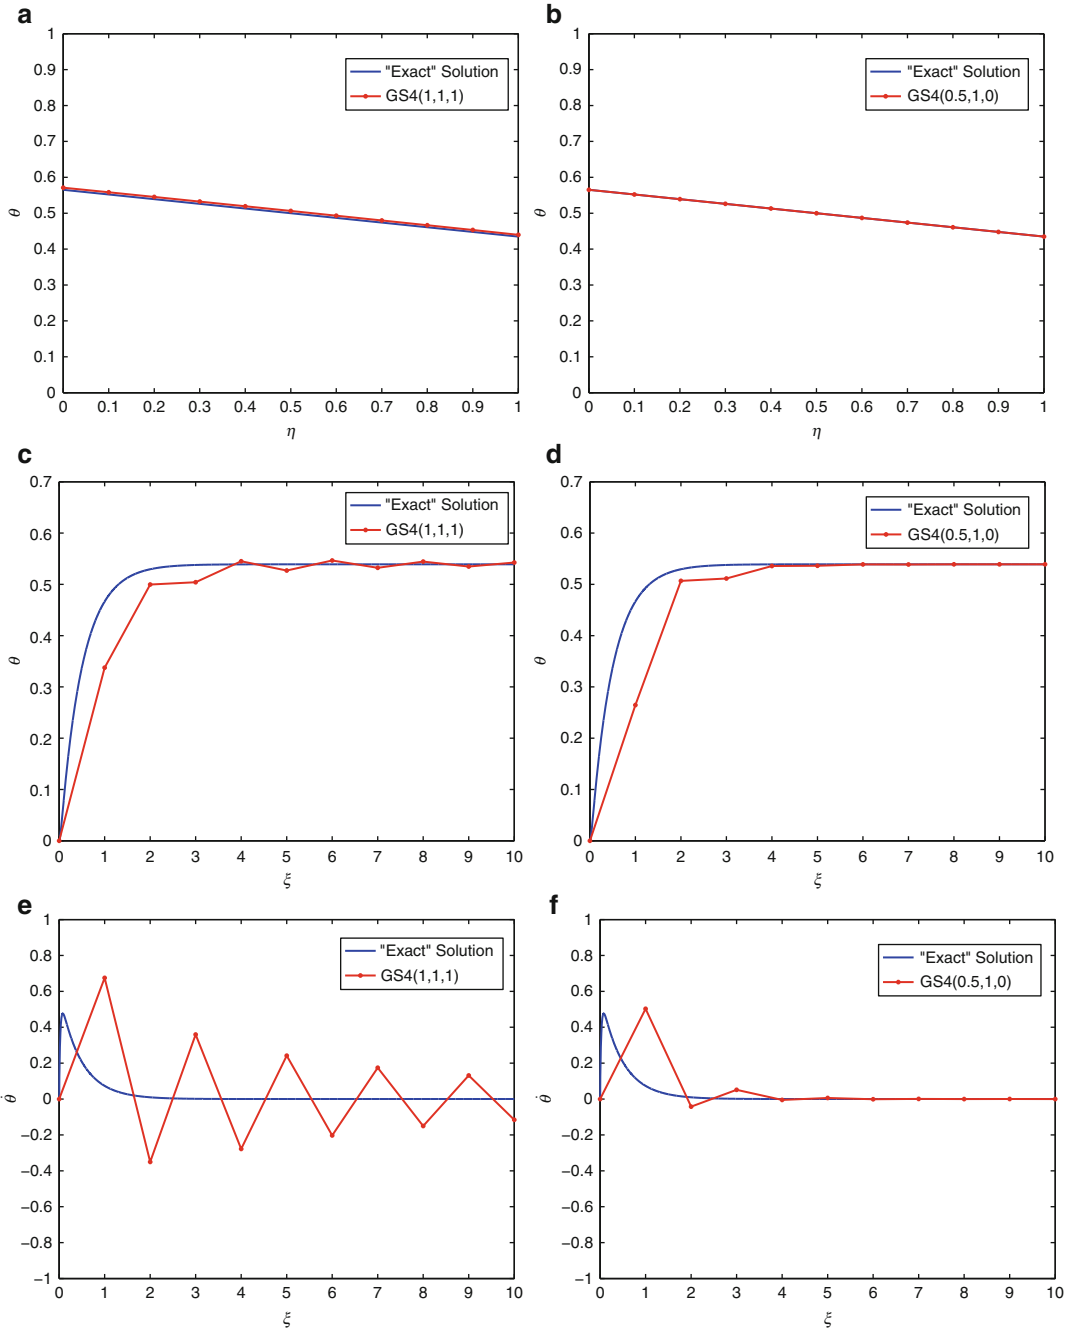 a
1
0.9
0.8
0.7
0.6
0.5
0.4
0.3
0.2
0.1
0
θ
"Exact" Solution
GS4(1,1,1)
0 0.1 0.2 0.3 0.4 0.5 0.6 0.7 0.8 0.9 1
η
b
1
0.9
0.8
0.7
0.6
0.5
0.4
0.3
0.2
0.1
0
θ
"Exact" Solution
GS4(0.5,1,0)
0 0.1 0.2 0.3 0.4 0.5 0.6 0.7 0.8 0.9 1
η
c
0.7
0.6
0.5
0.4
0.3
0.2
0.1
0
θ
"Exact" Solution
GS4(1,1,1)
0 1 2 3 4 5 6 7 8 9 10
ξ
d
0.7
0.6
0.5
0.4
0.3
0.2
0.1
0
θ
"Exact" Solution
GS4(0.5,1,0)
0 1 2 3 4 5 6 7 8 9 10
ξ
e
1
0.8
0.6
0.4
0.2
0
−0.2
−0.4
−0.6
−0.8
−1
θ̇
"Exact" Solution
GS4(1,1,1)
0 1 2 3 4 5 6 7 8 9 10
ξ
f
1
0.8
0.6
0.4
0.2
0
−0.2
−0.4
−0.6
−0.8
−1
θ̇
"Exact" Solution
GS4(0.5,1,0)
0 1 2 3 4 5 6 7 8 9 10
ξ